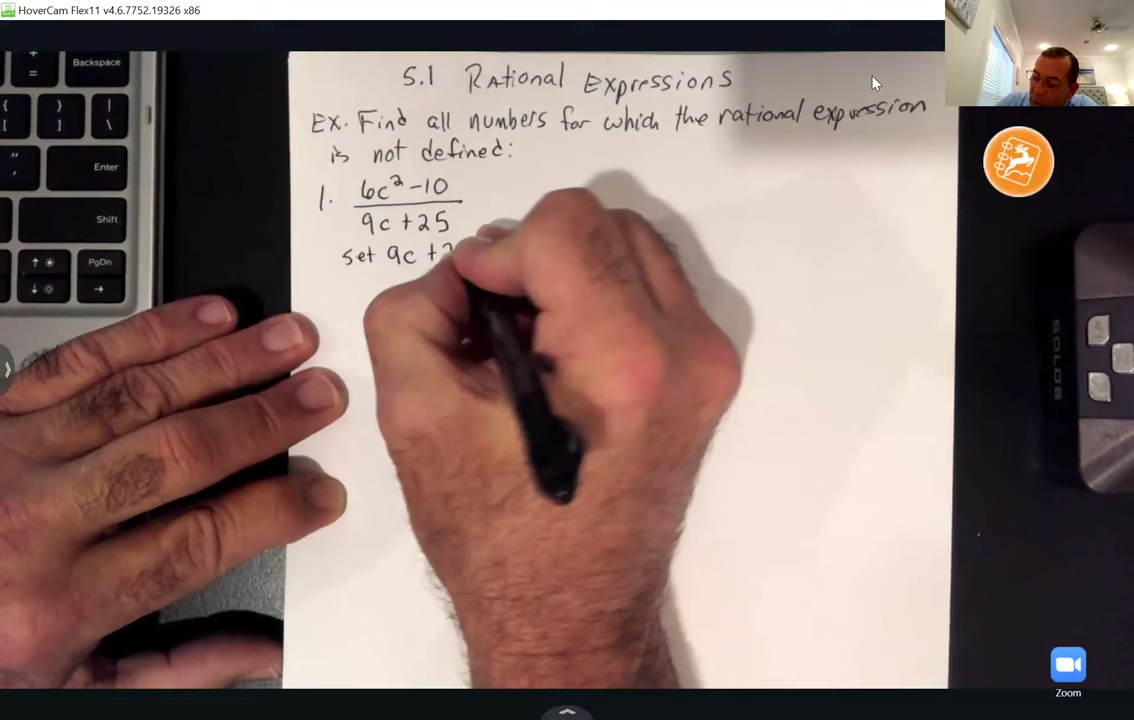 HoverCam Flex11 v4.6.7752.19326 x86
5.1 Rational Expressions
Ex. Find all numbers for which the rational expression
is not defined:
1. 6c² - 10
9c + 25
set 9c +
+
=
Backspace
{
[
}
]
|
\
"
Enter
Shift
PgDn
SOLO8
S
Zoom